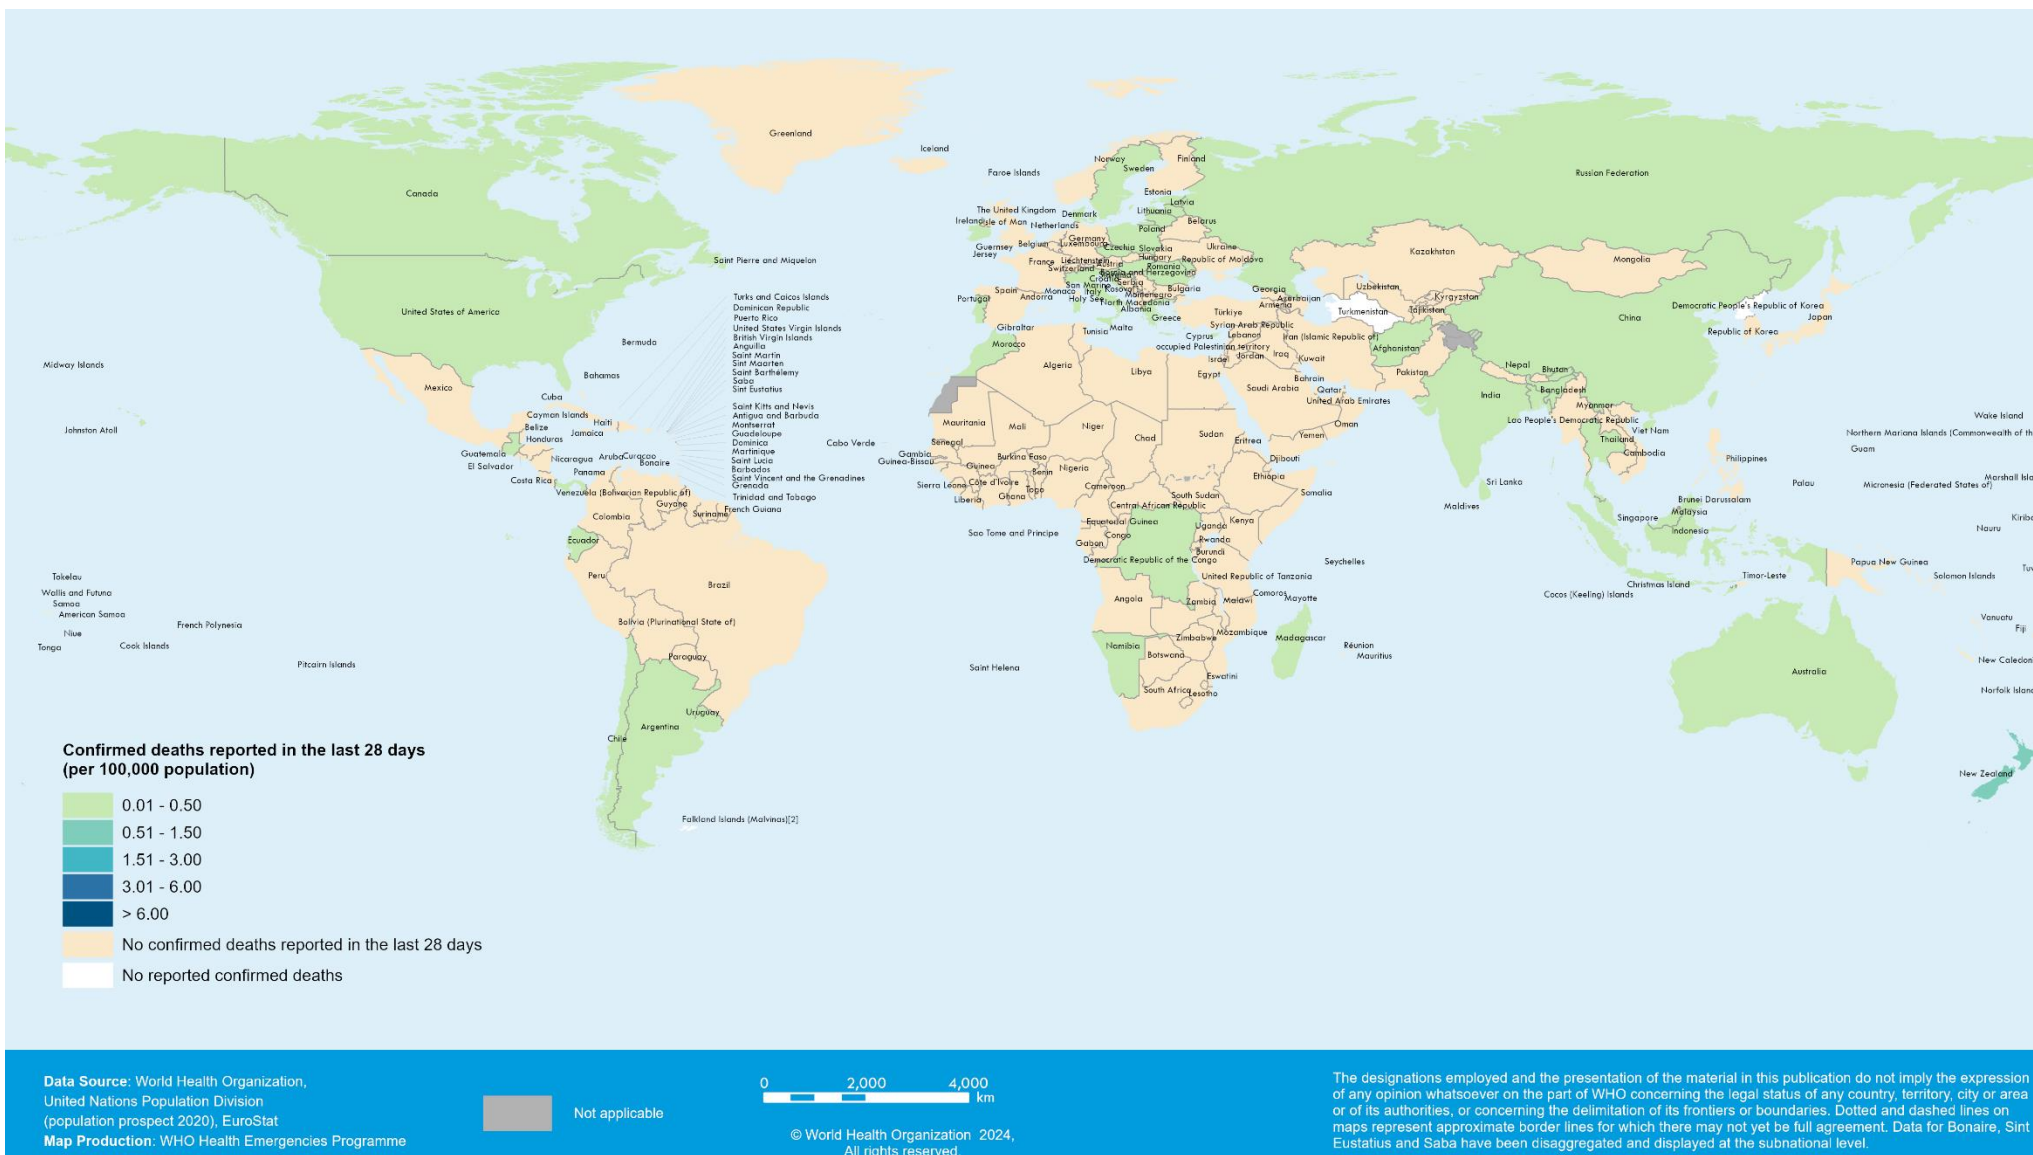 Greenland
Iceland
Norway
Finland
Sweden
Faroe Islands
Russian Federation
Canada
Estonia
Latvia
The United Kingdom
Denmark
Lithuania
Ireland
Isle of Man
Netherlands
Belarus
Poland
Guernsey
Belgium
Germany
Luxembourg
Czechia
Slovakia
Ukraine
Jersey
France
Liechtenstein
Austria
Hungary
Republic of Moldova
Kazakhstan
Mongolia
Saint Pierre and Miquelon
Switzerland
Romania
Bosnia and Herzegovina
Croatia
San Marino
Serbia
Spain
Andorra
Monaco
Italy
Kosovo
Montenegro
Bulgaria
Georgia
Azerbaijan
Uzbekistan
Kyrgyzstan
Portugal
Holy See
North Macedonia
Albania
Armenia
Turkmenistan
Tajikistan
Democratic People's Republic of Korea
Greece
Türkiye
China
Japan
United States of America
Gibraltar
Tunisia
Malta
Syrian Arab Republic
Republic of Korea
Cyprus
Lebanon
Iran (Islamic Republic of)
Morocco
occupied Palestinian territory
Afghanistan
Israel
Jordan
Iraq
Kuwait
Bermuda
Turks and Caicos Islands
Dominican Republic
Puerto Rico
United States Virgin Islands
British Virgin Islands
Anguilla
Saint Martin
Sint Maarten
Saint Barthélemy
Saba
Sint Eustatius
Saint Kitts and Nevis
Antigua and Barbuda
Montserrat
Guadeloupe
Dominica
Martinique
Saint Lucia
Barbados
Saint Vincent and the Grenadines
Grenada
Trinidad and Tobago
French Guiana
Midway Islands
Algeria
Libya
Egypt
Bahrain
Saudi Arabia
Qatar
United Arab Emirates
Pakistan
Nepal
Bhutan
Bangladesh
India
Myanmar
Mexico
Bahamas
Cuba
Cayman Islands
Belize
Haiti
Honduras
Jamaica
Johnston Atoll
Guatemala
El Salvador
Nicaragua
Aruba
Curacao
Bonaire
Panama
Costa Rica
Venezuela (Bolivarian Republic of)
Guyana
Suriname
Colombia
Cabo Verde
Mauritania
Mali
Niger
Chad
Sudan
Eritrea
Yemen
Oman
Senegal
Gambia
Guinea-Bissau
Guinea
Burkina Faso
Benin
Nigeria
Djibouti
Ethiopia
Sierra Leone
Côte d'Ivoire
Liberia
Ghana
Togo
Cameroon
South Sudan
Central African Republic
Somalia
Lao People's Democratic Republic
Viet Nam
Thailand
Cambodia
Philippines
Sri Lanka
Maldives
Wake Island
Northern Mariana Islands (Commonwealth of th
Guam
Marshall Isla
Palau
Micronesia (Federated States of)
Brunei Darussalam
Malaysia
Singapore
Indonesia
Nauru
Kiriba
Ecuador
Sao Tome and Principe
Equatorial Guinea
Gabon
Congo
Uganda
Kenya
Rwanda
Burundi
Democratic Republic of the Congo
Seychelles
Peru
Brazil
United Republic of Tanzania
Christmas Island
Timor-Leste
Papua New Guinea
Solomon Islands
Tuv
Cocos (Keeling) Islands
Tokelau
Wallis and Futuna
Samoa
American Samoa
Niue
Tonga
Cook Islands
French Polynesia
Pitcairn Islands
Bolivia (Plurinational State of)
Paraguay
Angola
Zambia
Malawi
Comoros
Mayotte
Mozambique
Zimbabwe
Madagascar
Namibia
Botswana
Réunion
Mauritius
Saint Helena
Eswatini
South Africa
Lesotho
Australia
Vanuatu
Fiji
New Caledoni
Norfolk Island
New Zealand
Uruguay
Argentina
Chile
Falkland Islands (Malvinas)[2]
Confirmed deaths reported in the last 28 days
(per 100,000 population)
0.01 - 0.50
0.51 - 1.50
1.51 - 3.00
3.01 - 6.00
> 6.00
No confirmed deaths reported in the last 28 days
No reported confirmed deaths
Data Source: World Health Organization,
United Nations Population Division
(population prospect 2020), EuroStat
Map Production: WHO Health Emergencies Programme
Not applicable
0 2,000 4,000
km
© World Health Organization 2024,
All rights reserved.
The designations employed and the presentation of the material in this publication do not imply the expression
of any opinion whatsoever on the part of WHO concerning the legal status of any country, territory, city or area
or of its authorities, or concerning the delimitation of its frontiers or boundaries. Dotted and dashed lines on
maps represent approximate border lines for which there may not yet be full agreement. Data for Bonaire, Sint
Eustatius and Saba have been disaggregated and displayed at the subnational level.